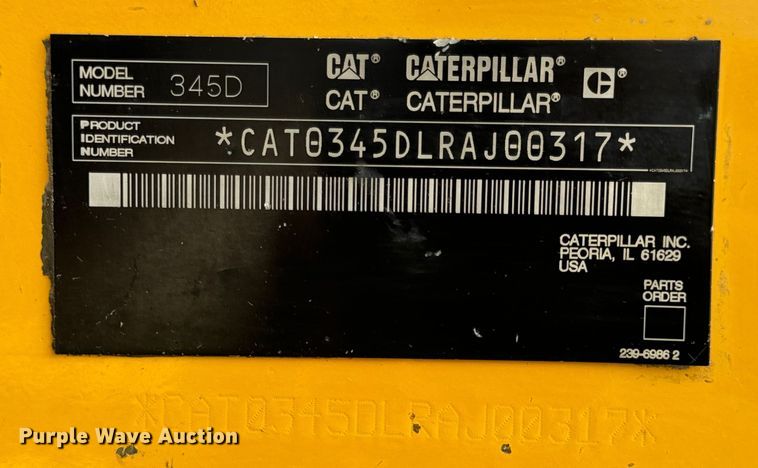 MODEL NUMBER 345D
CAT® CATERPILLAR® C®
CAT® CATERPILLAR®
PRODUCT
IDENTIFICATION
NUMBER
*CAT0345DLRAJ00317*
*CAT0345DLRAJ00317*
CATERPILLAR INC.
PEORIA, IL 61629
USA
PARTS
ORDER
239-6986 2
*CAT0345DLRAJ00317*
Purple Wave Auction